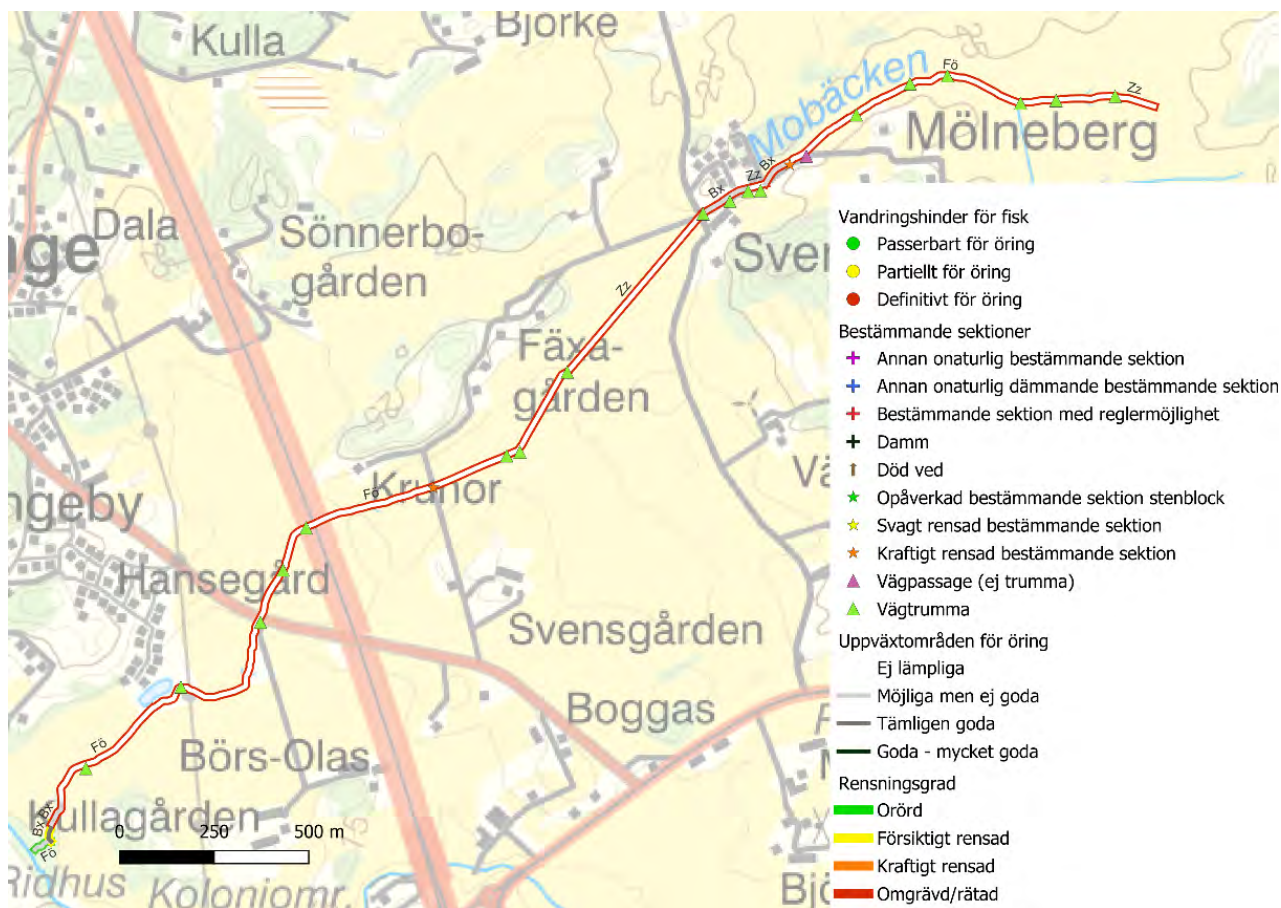 Kulla
Björke
Mobäcken
Fö
Zz
Mölneberg
Bx
Zz
Bx
Dala
Sönnerbo-
gården
nge
Sven
Zz
Fäxa-
gården
Vä
Krunor
Fö
ngeby
Hansegård
Svensgården
Boggas
Börs-Olas
Fö
Kullagården
Bx Bx
Fö
0 250 500 m
Ridhus
Koloniomr.
Bjö
Vandringshinder för fisk
Passerbart för öring
Partiellt för öring
Definitivt för öring
Bestämmande sektioner
Annan onaturlig bestämmande sektion
Annan onaturlig dämmande bestämmande sektion
Bestämmande sektion med reglermöjlighet
Damm
Död ved
Opåverkad bestämmande sektion stenblock
Svagt rensad bestämmande sektion
Kraftigt rensad bestämmande sektion
Vägpassage (ej trumma)
Vägtrumma
Uppväxtområden för öring
Ej lämpliga
Möjliga men ej goda
Tämligen goda
Goda - mycket goda
Rensningsgrad
Orörd
Försiktigt rensad
Kraftigt rensad
Omgrävd/rätad